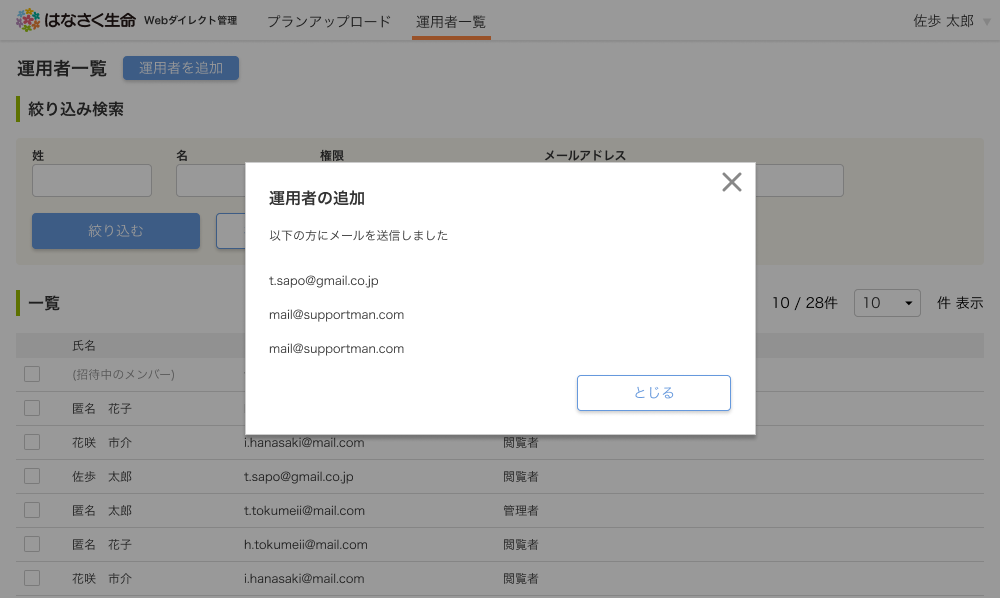 はなさく生命 Webダイレクト管理 プランアップロード 運用者一覧 佐歩 太郎
運用者一覧 運用者を追加
絞り込み検索
姓 名 権限 メールアドレス
絞り込む
運用者の追加
以下の方にメールを送信しました
t.sapo@gmail.co.jp
mail@supportman.com
mail@supportman.com
とじる
一覧 10 / 28件 10 件 表示
氏名
(招待中のメンバー)
匿名 花子
花咲 市介 i.hanasaki@mail.com 閲覧者
佐歩 太郎 t.sapo@gmail.co.jp 閲覧者
匿名 太郎 t.tokumeii@mail.com 管理者
匿名 花子 h.tokumeii@mail.com 閲覧者
花咲 市介 i.hanasaki@mail.com 閲覧者